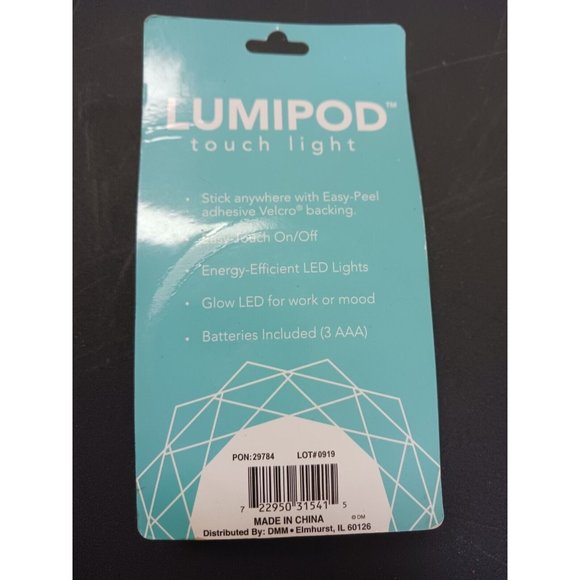 LUMIPOD™
touch light
• Stick anywhere with Easy-Peel
adhesive Velcro® backing.
• Easy-Touch On/Off
• Energy-Efficient LED Lights
• Glow LED for work or mood
• Batteries Included (3 AAA)
PON:29784 LOT#0919
7 22950 31541 5
MADE IN CHINA © DM
Distributed By: DMM • Elmhurst, IL 60126